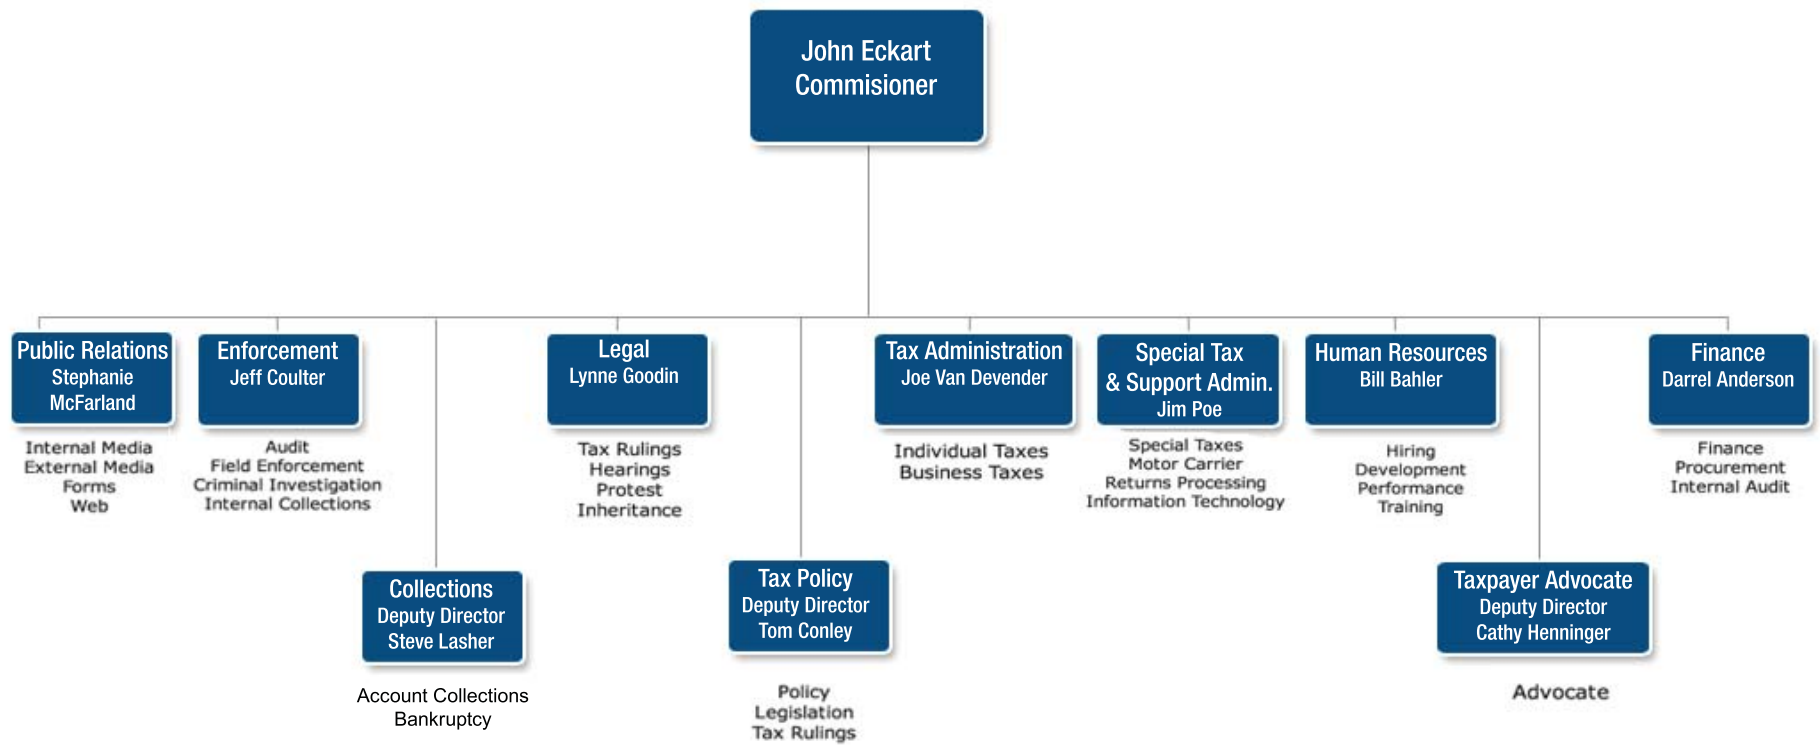 John Eckart
Commisioner
Public Relations
Stephanie
McFarland
Internal Media
External Media
Forms
Web
Enforcement
Jeff Coulter
Audit
Field Enforcement
Criminal Investigation
Internal Collections
Collections
Deputy Director
Steve Lasher
Account Collections
Bankruptcy
Legal
Lynne Goodin
Tax Rulings
Hearings
Protest
Inheritance
Tax Policy
Deputy Director
Tom Conley
Policy
Legislation
Tax Rulings
Tax Administration
Joe Van Devender
Individual Taxes
Business Taxes
Special Tax
& Support Admin.
Jim Poe
Special Taxes
Motor Carrier
Returns Processing
Information Technology
Human Resources
Bill Bahler
Hiring
Development
Performance
Training
Taxpayer Advocate
Deputy Director
Cathy Henninger
Advocate
Finance
Darrel Anderson
Finance
Procurement
Internal Audit